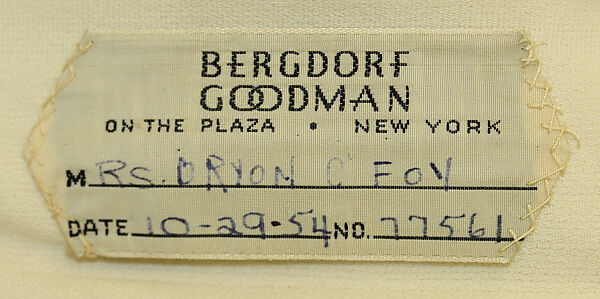 BERGDORF
GOODMAN
ON THE PLAZA • NEW YORK
MRS. BRYON C FOY
DATE 10-29-54 NO. 77561